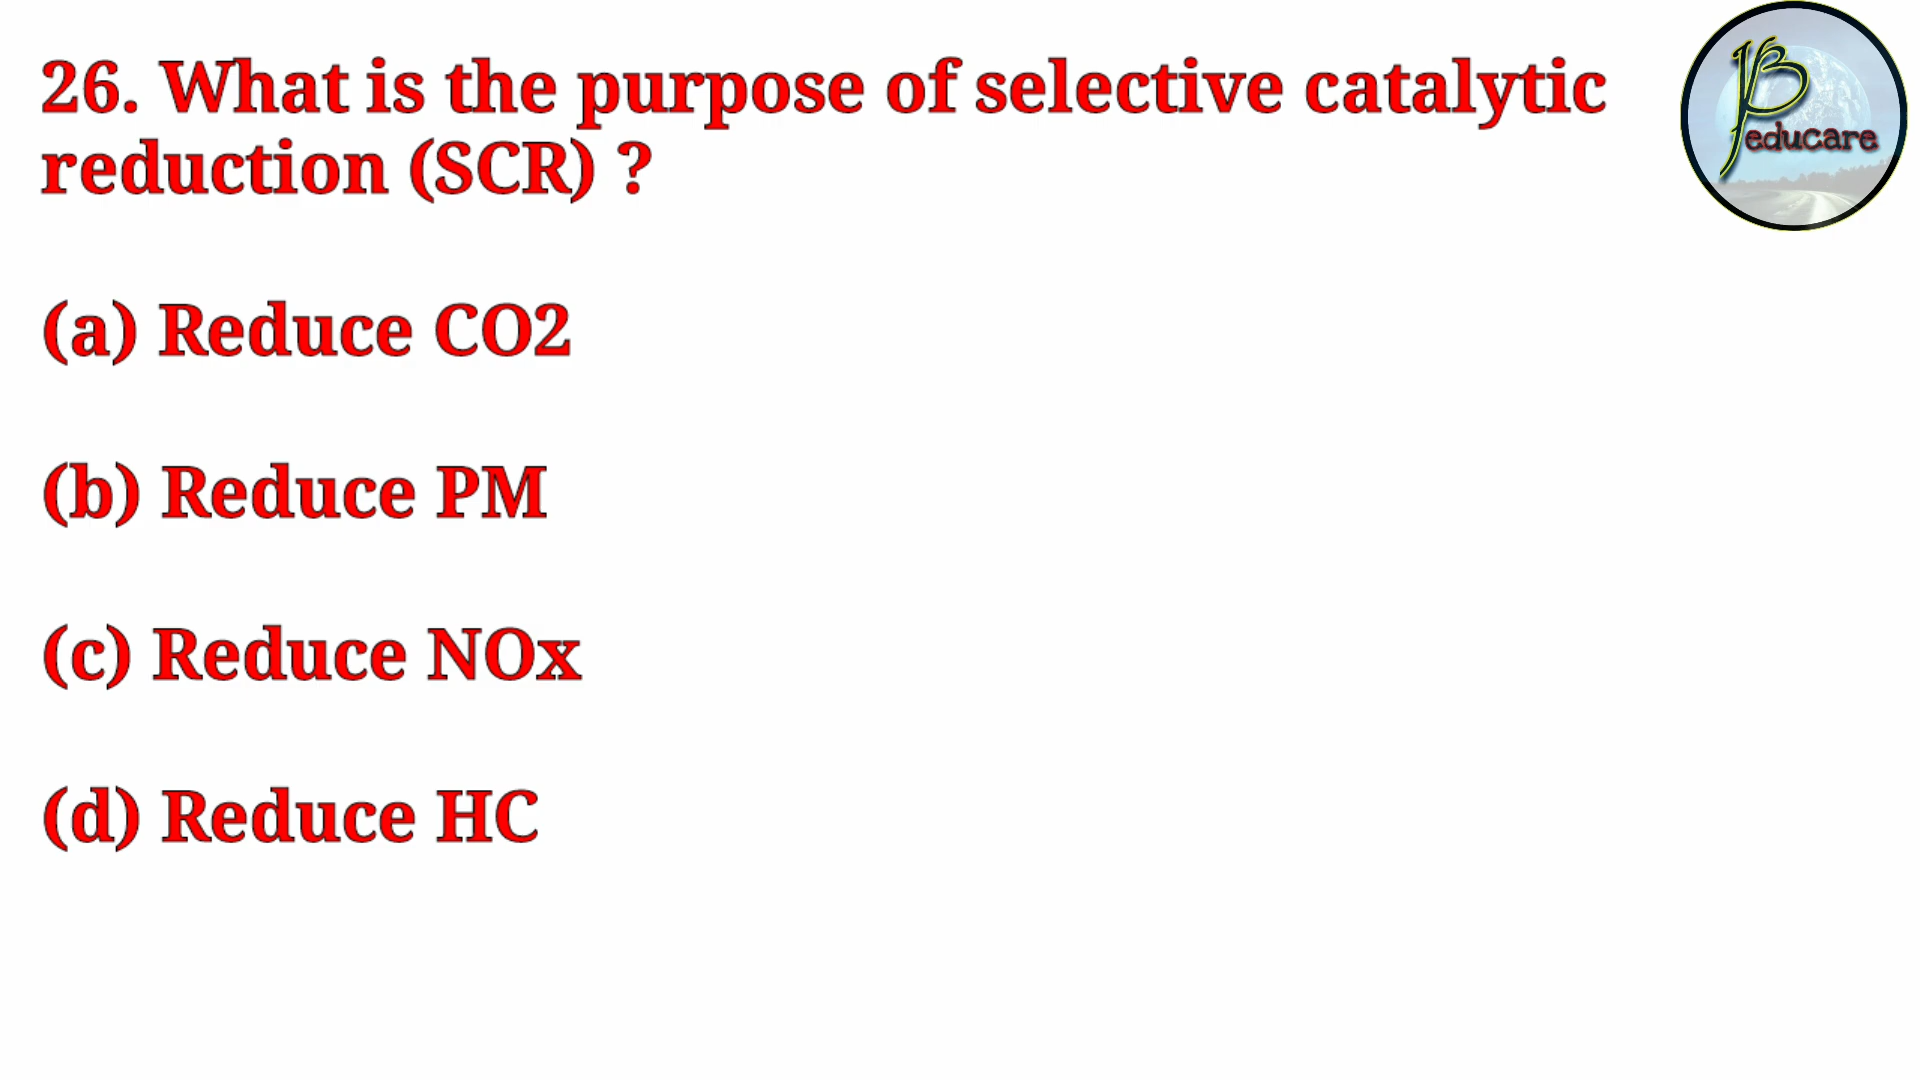 26. What is the purpose of selective catalytic
reduction (SCR) ?
(a) Reduce CO2
(b) Reduce PM
(c) Reduce NOx
(d) Reduce HC
educare